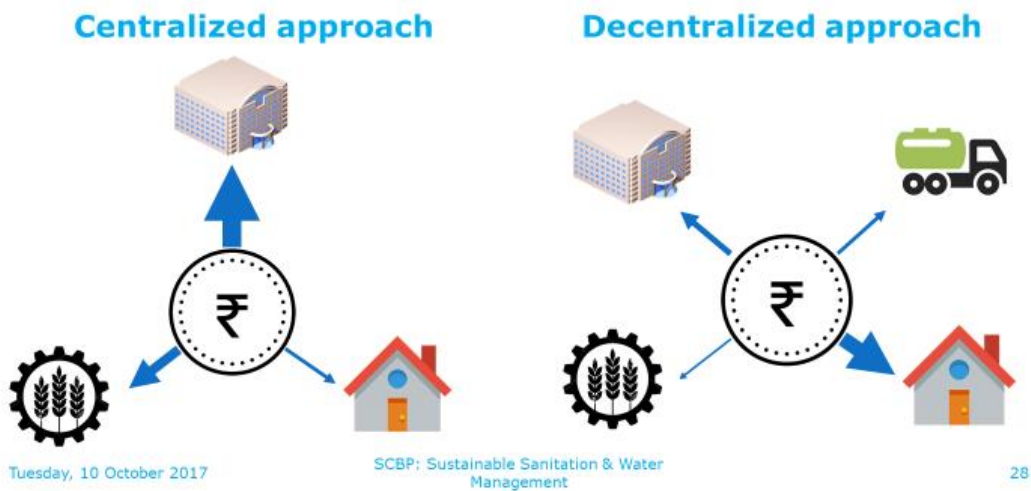 Centralized approach
Decentralized approach
₹
₹
Tuesday, 10 October 2017
SCBP: Sustainable Sanitation & Water
Management
28